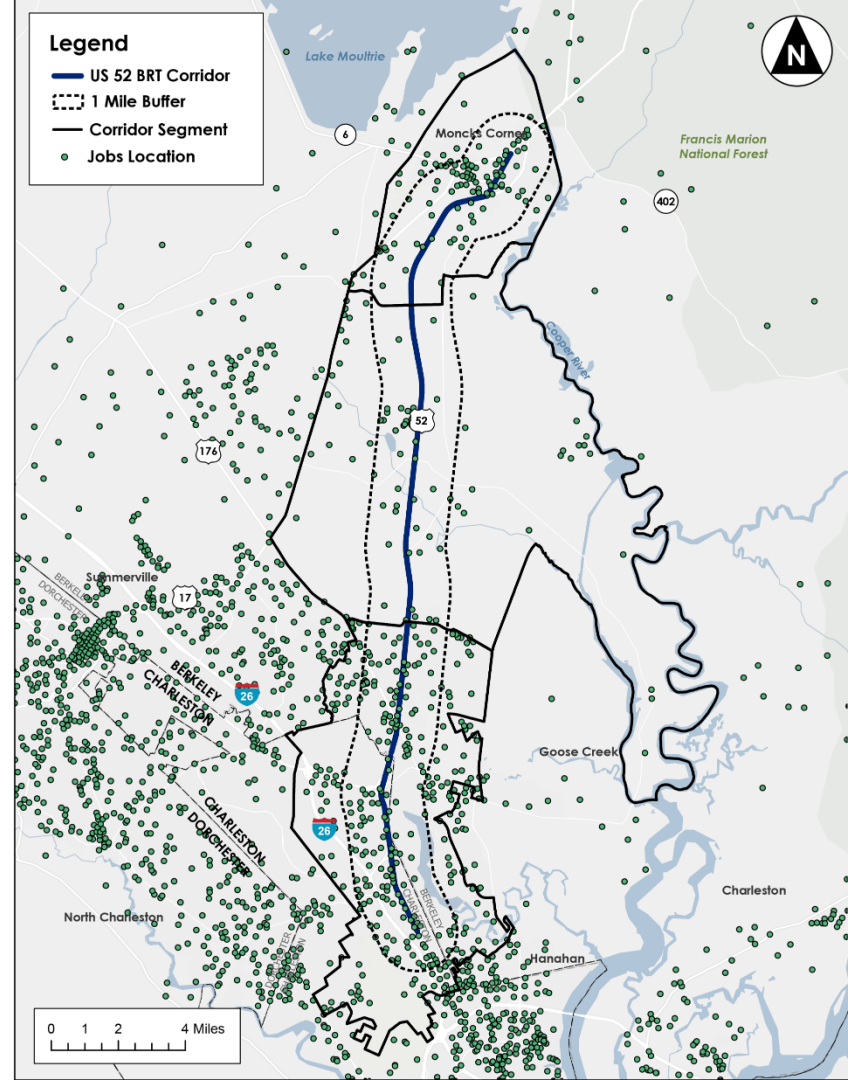 Legend
US 52 BRT Corridor
1 Mile Buffer
Corridor Segment
Jobs Location
Lake Moultrie
N
6
Moncks Corner
Francis Marion
National Forest
402
Cooper River
52
176
Summerville
17
BERKELEY
DORCHESTER
BERKELEY
CHARLESTON
26
Goose Creek
CHARLESTON
DORCHESTER
26
Charleston
North Charleston
BERKELEY
CHARLESTON
Hanahan
DORCHESTER
0 1 2 4 Miles